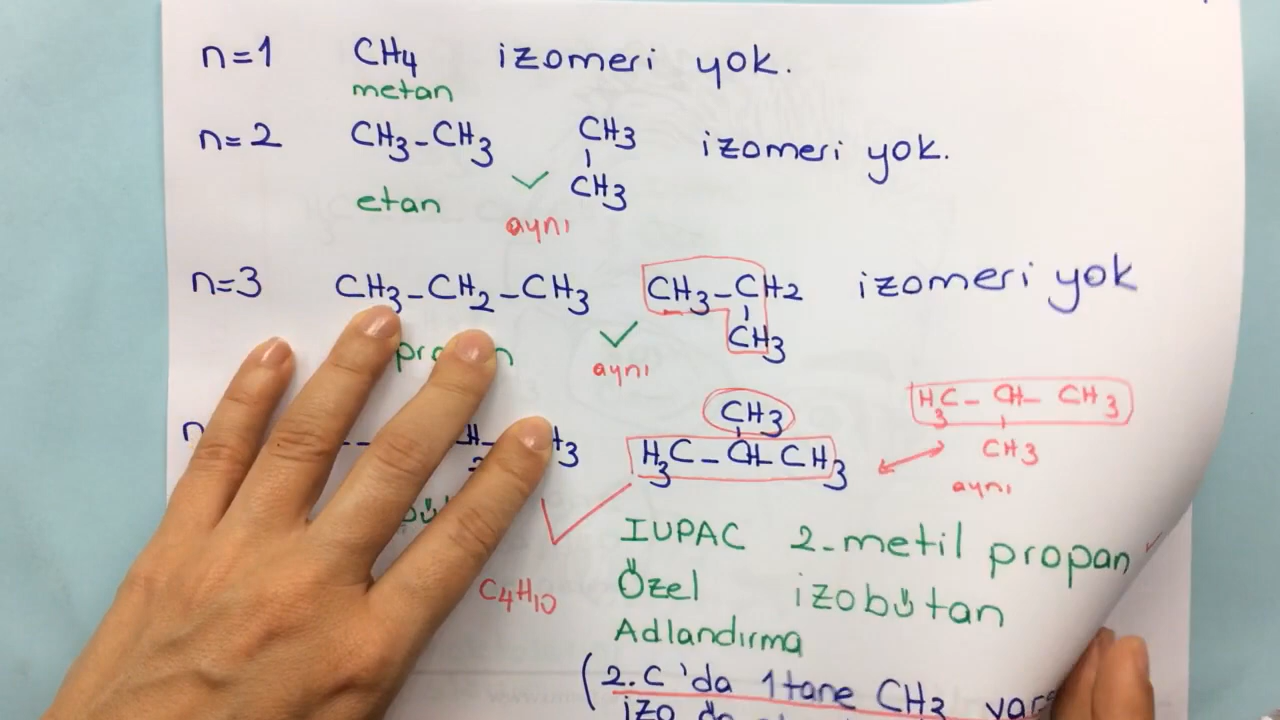 n=1 CH4 izomeri yok.
metan
n=2 CH3-CH3 CH3 izomeri yok.
CH3
etan
aynı
n=3 CH3-CH2-CH3 CH3-CH2 izomeri yok
CH3
aynı
CH3
H3C-CH-CH3
H3C-CH-CH3
CH3
aynı
IUPAC 2-metil propan
C4H10
Özel izobütan
Adlandırma
(2.C'da 1 tane CH3 varsa
izo